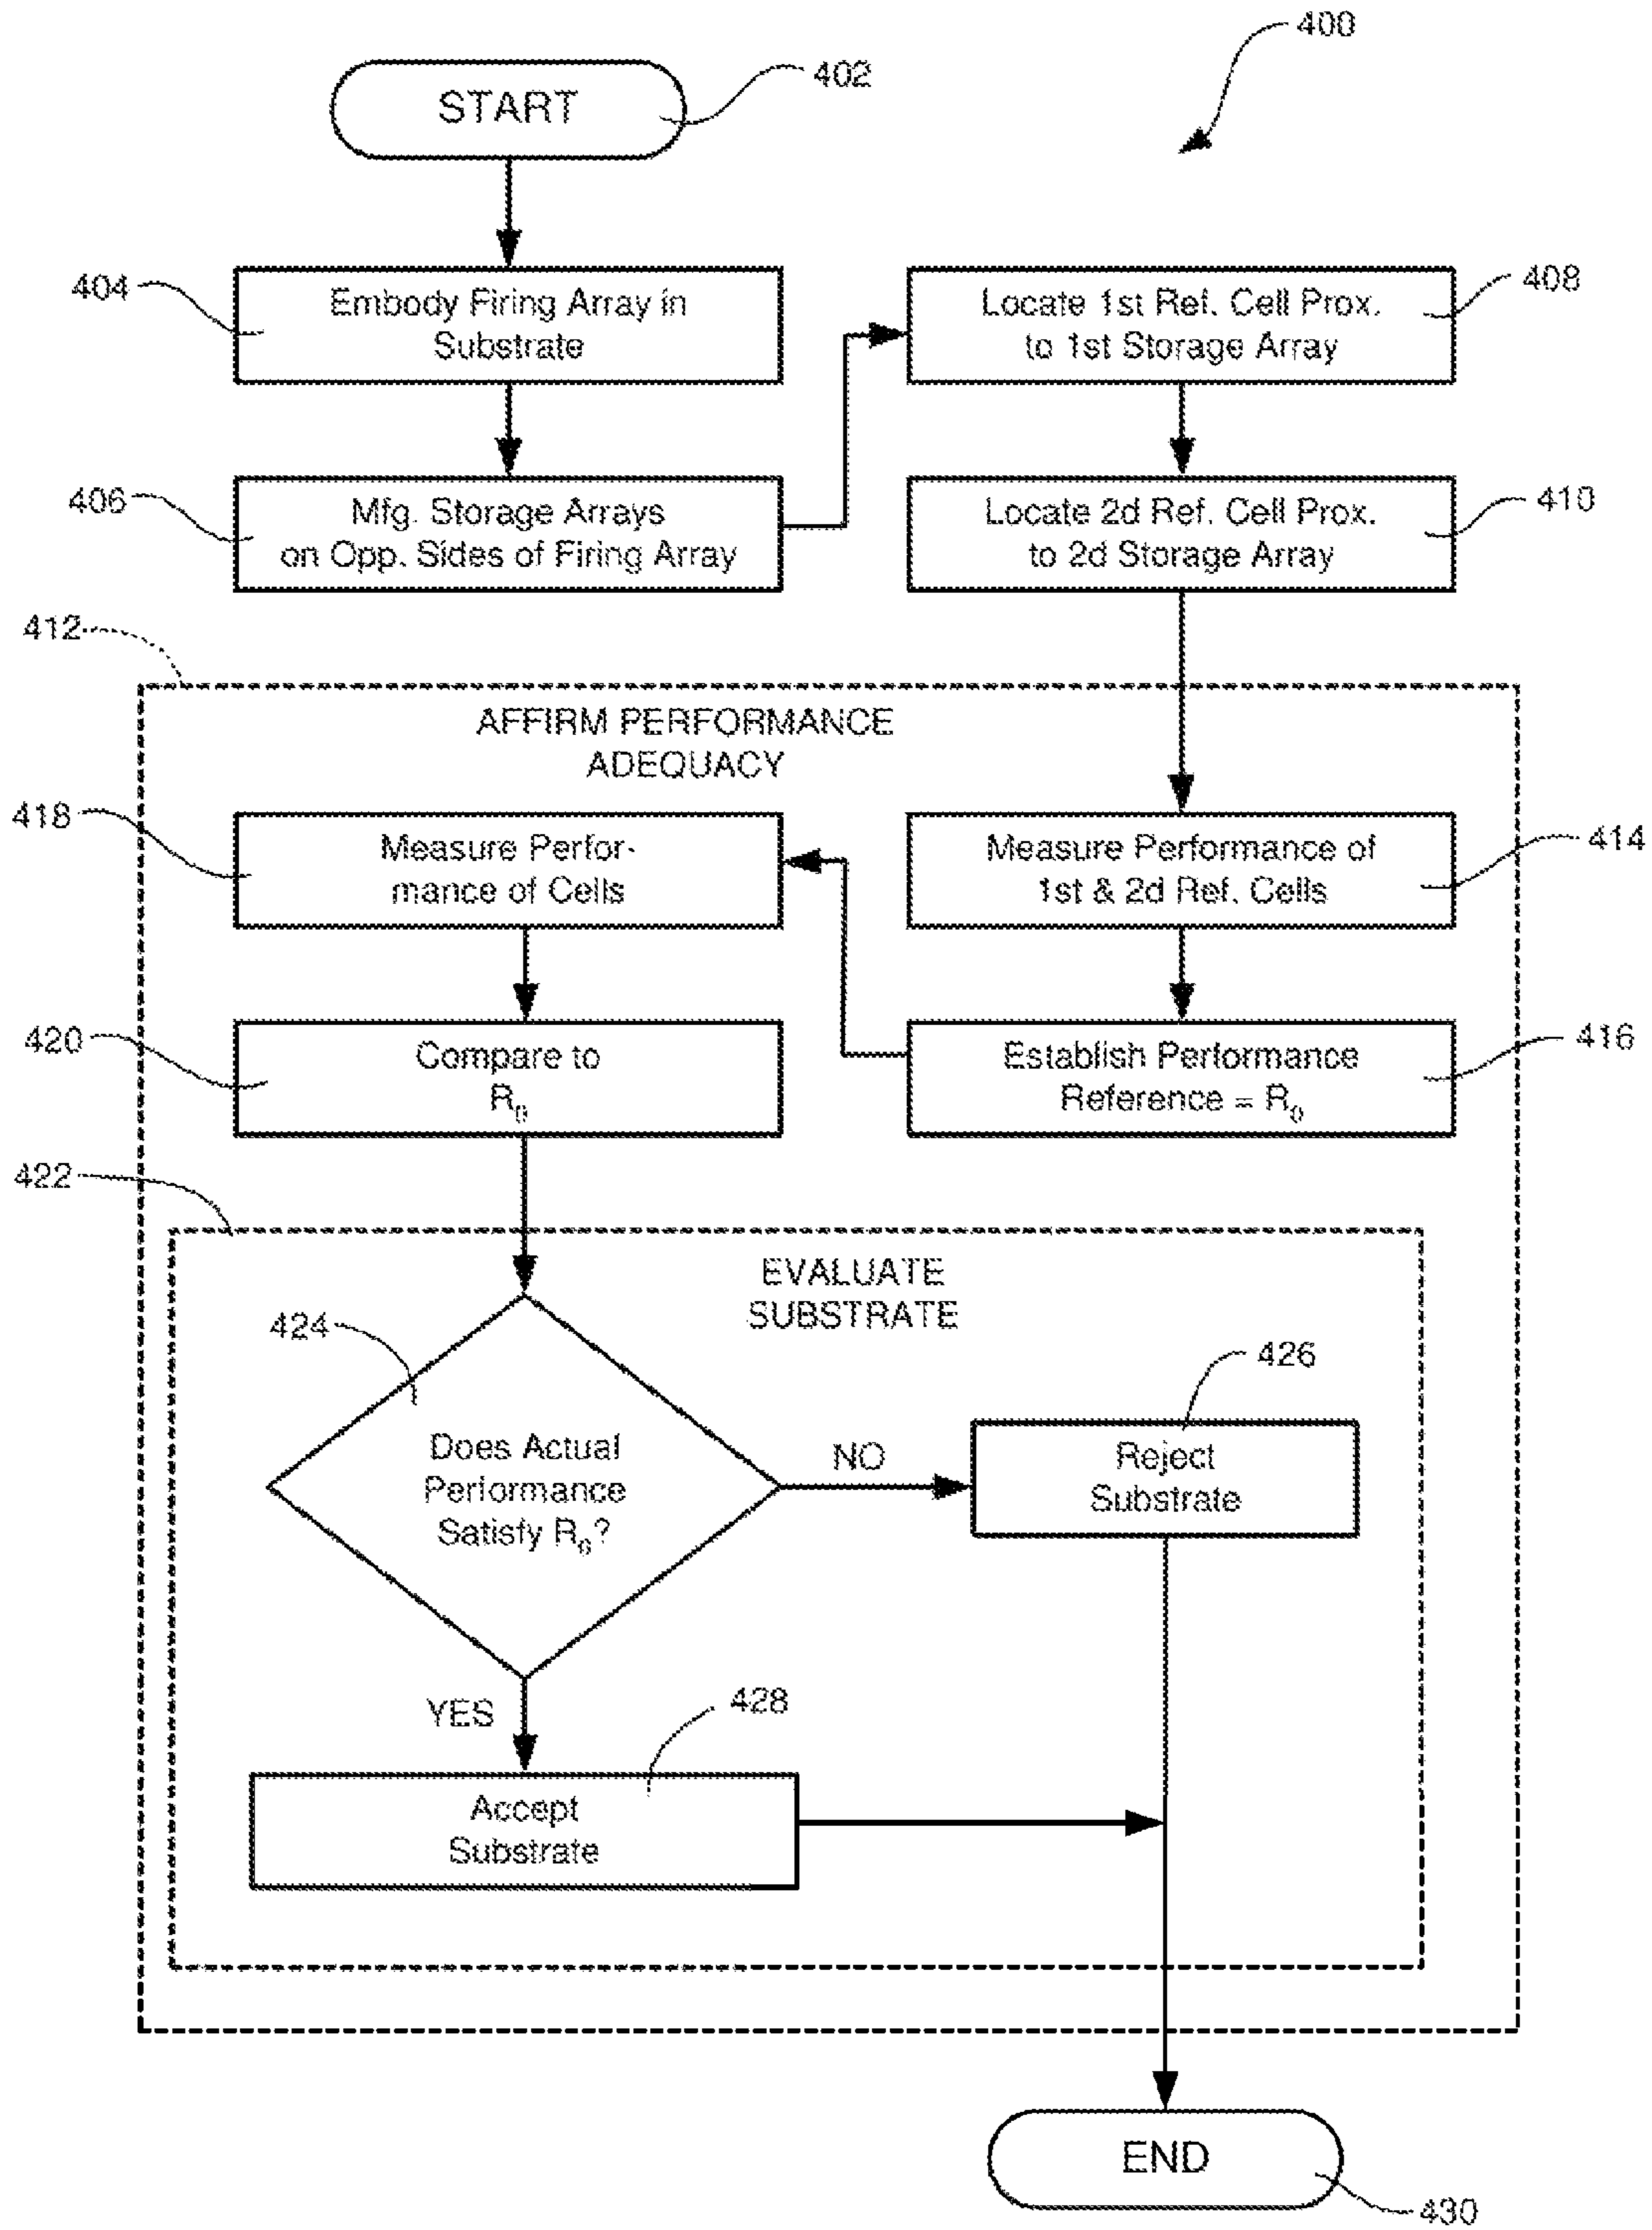 400
START
402
404
Embody Firing Array in
Substrate
408
Locate 1st Ref. Cell Prox.
to 1st Storage Array
406
Mfg. Storage Arrays
on Opp. Sides of Firing Array
410
Locate 2d Ref. Cell Prox.
to 2d Storage Array
412
AFFIRM PERFORMANCE
ADEQUACY
414
Measure Performance of
1st & 2d Ref. Cells
416
Establish Performance
Reference = R₀
418
Measure Perfor-
mance of Cells
420
Compare to
R₀
422
EVALUATE
SUBSTRATE
424
Does Actual
Performance
Satisfy R₀?
NO
426
Reject
Substrate
YES
428
Accept
Substrate
END
430